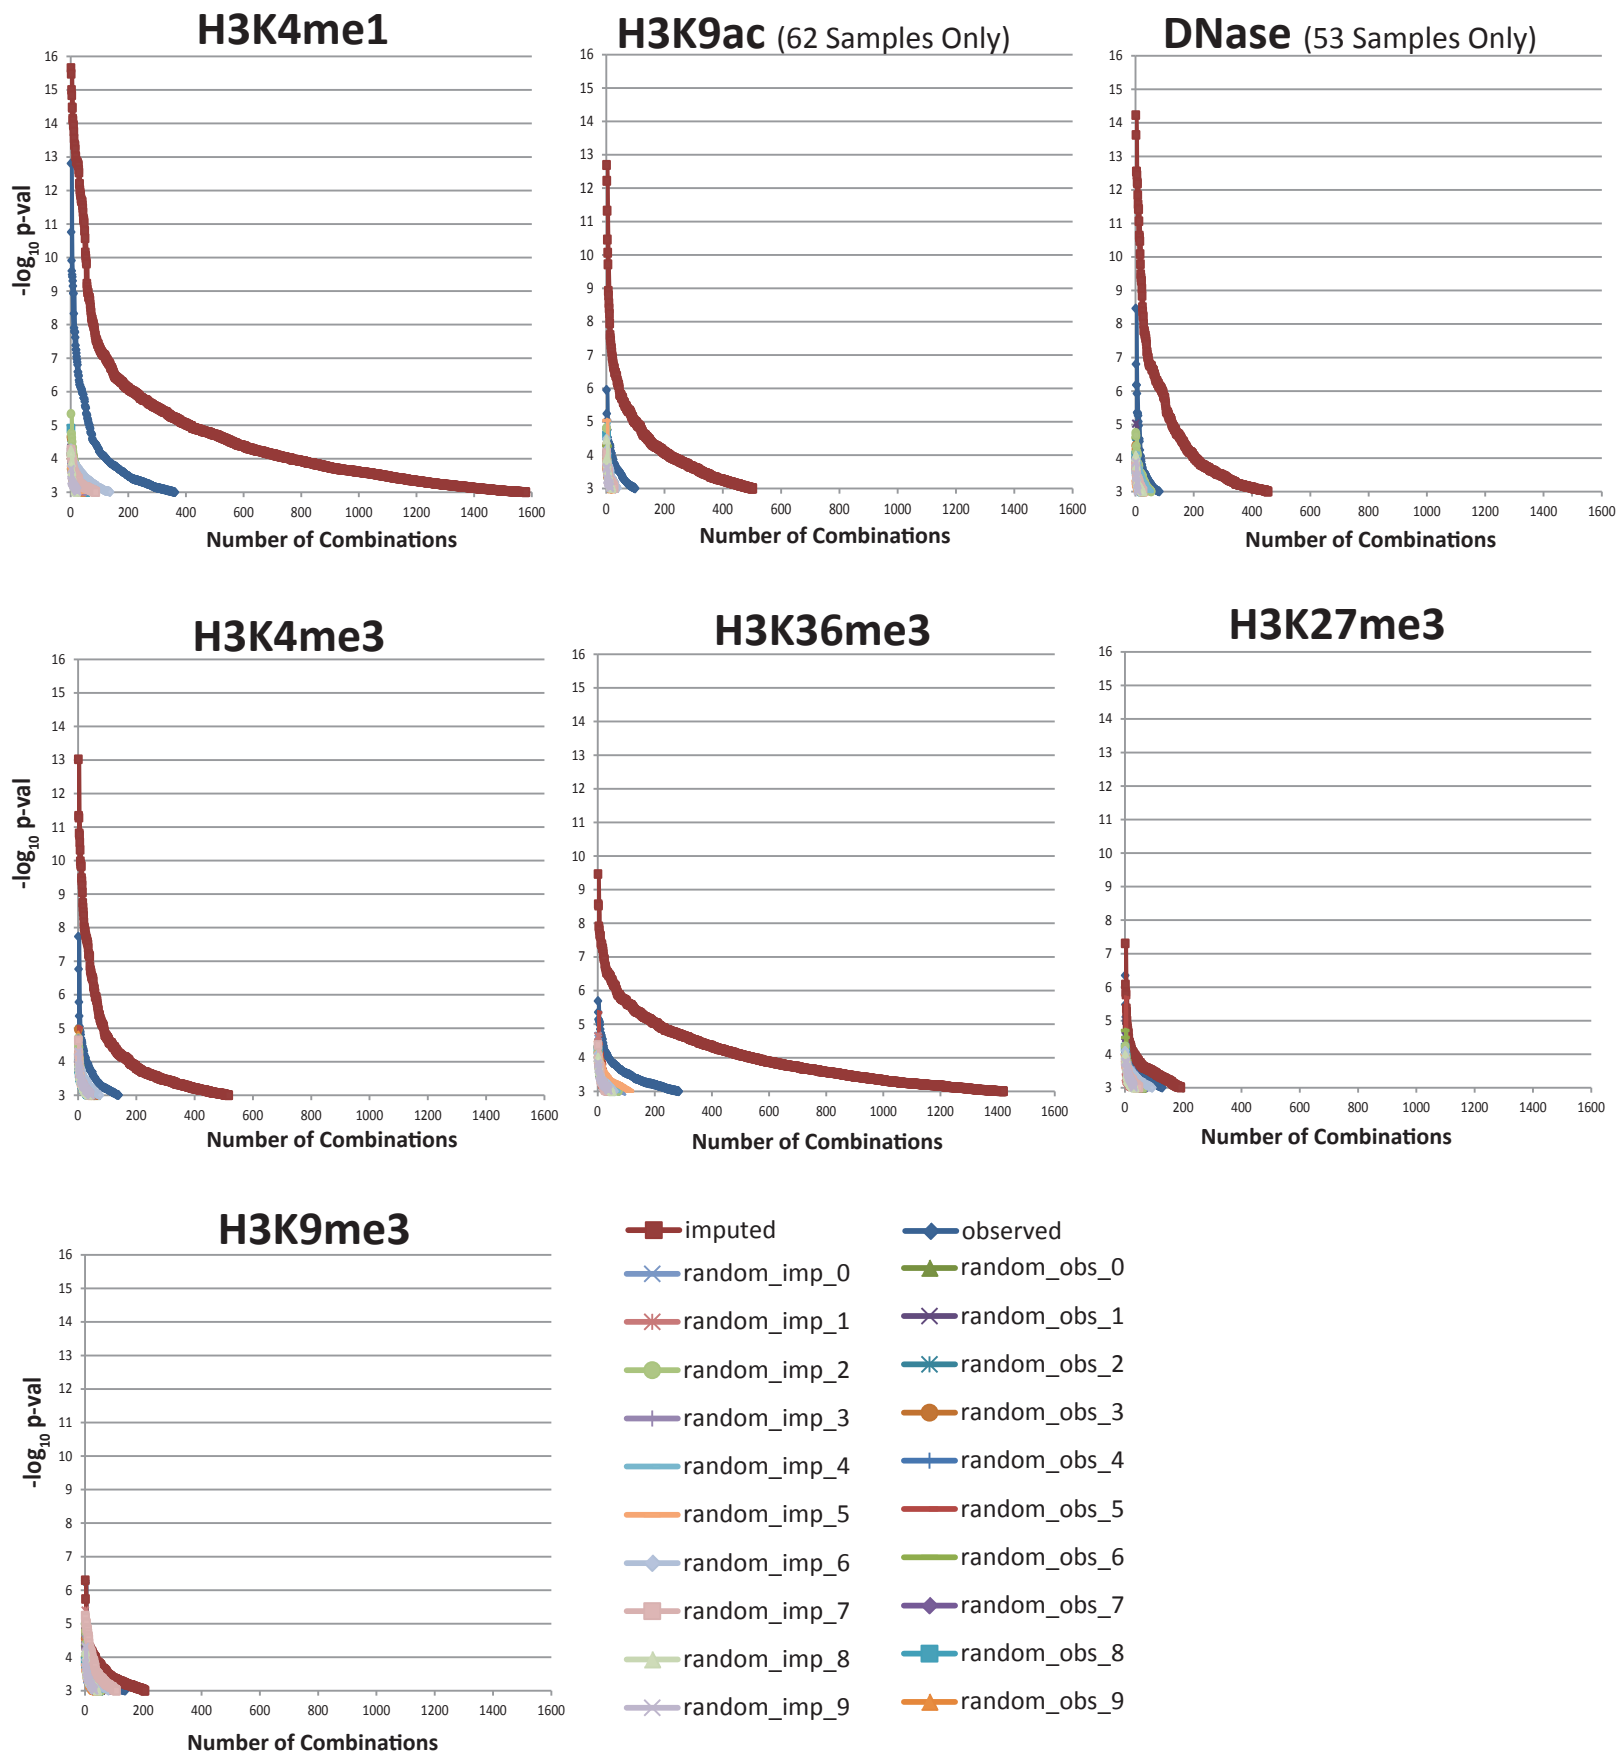 H3K4me1
16
15
14
13
12
11
10
9
8
7
6
5
4
3
-log10 p-val
0 200 400 600 800 1000 1200 1400 1600
Number of Combinations
H3K9ac (62 Samples Only)
16
15
14
13
12
11
10
9
8
7
6
5
4
3
0 200 400 600 800 1000 1200 1400 1600
Number of Combinations
DNase (53 Samples Only)
16
15
14
13
12
11
10
9
8
7
6
5
4
3
0 200 400 600 800 1000 1200 1400 1600
Number of Combinations
H3K4me3
16
15
14
13
12
11
10
9
8
7
6
5
4
3
-log10 p-val
0 200 400 600 800 1000 1200 1400 1600
Number of Combinations
H3K36me3
16
15
14
13
12
11
10
9
8
7
6
5
4
3
0 200 400 600 800 1000 1200 1400 1600
Number of Combinations
H3K27me3
16
15
14
13
12
11
10
9
8
7
6
5
4
3
0 200 400 600 800 1000 1200 1400 1600
Number of Combinations
H3K9me3
16
15
14
13
12
11
10
9
8
7
6
5
4
3
-log10 p-val
0 200 400 600 800 1000 1200 1400 1600
Number of Combinations
imputed
random_imp_0
random_imp_1
random_imp_2
random_imp_3
random_imp_4
random_imp_5
random_imp_6
random_imp_7
random_imp_8
random_imp_9
observed
random_obs_0
random_obs_1
random_obs_2
random_obs_3
random_obs_4
random_obs_5
random_obs_6
random_obs_7
random_obs_8
random_obs_9